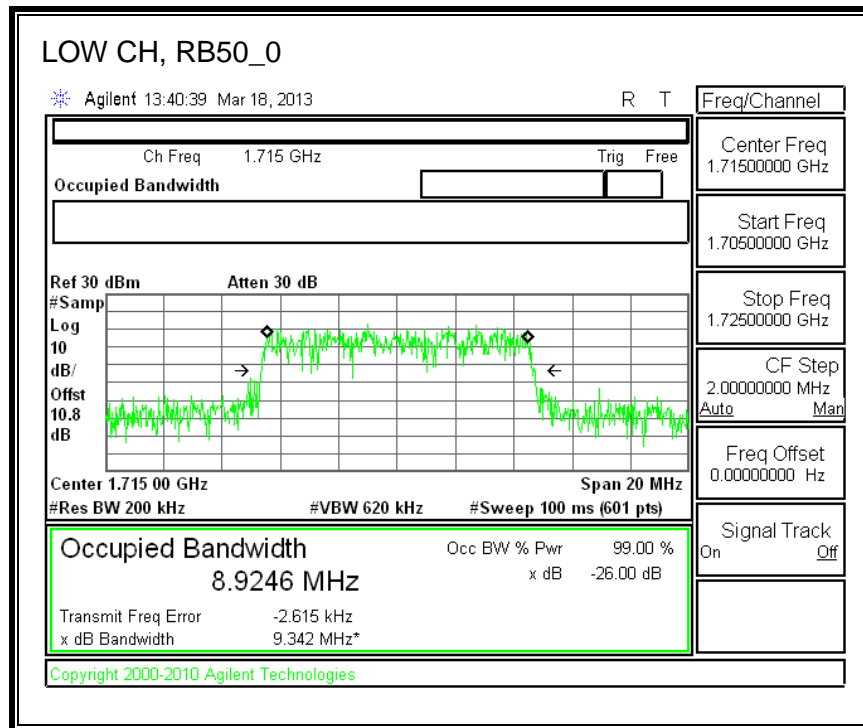 LOW CH, RB50_0
Agilent 13:40:39 Mar 18, 2013 R T
Freq/Channel
Ch Freq 1.715 GHz Trig Free
Occupied Bandwidth
Center Freq
1.71500000 GHz
Start Freq
1.70500000 GHz
Stop Freq
1.72500000 GHz
CF Step
2.00000000 MHz
Auto Man
Freq Offset
0.00000000 Hz
Signal Track
On Off
Ref 30 dBm Atten 30 dB
#Samp
Log
10
dB/
Offst
10.8
dB
Center 1.715 00 GHz Span 20 MHz
#Res BW 200 kHz #VBW 620 kHz #Sweep 100 ms (601 pts)
Occupied Bandwidth Occ BW % Pwr 99.00 %
8.9246 MHz x dB -26.00 dB
Transmit Freq Error -2.615 kHz
x dB Bandwidth 9.342 MHz*
Copyright 2000-2010 Agilent Technologies